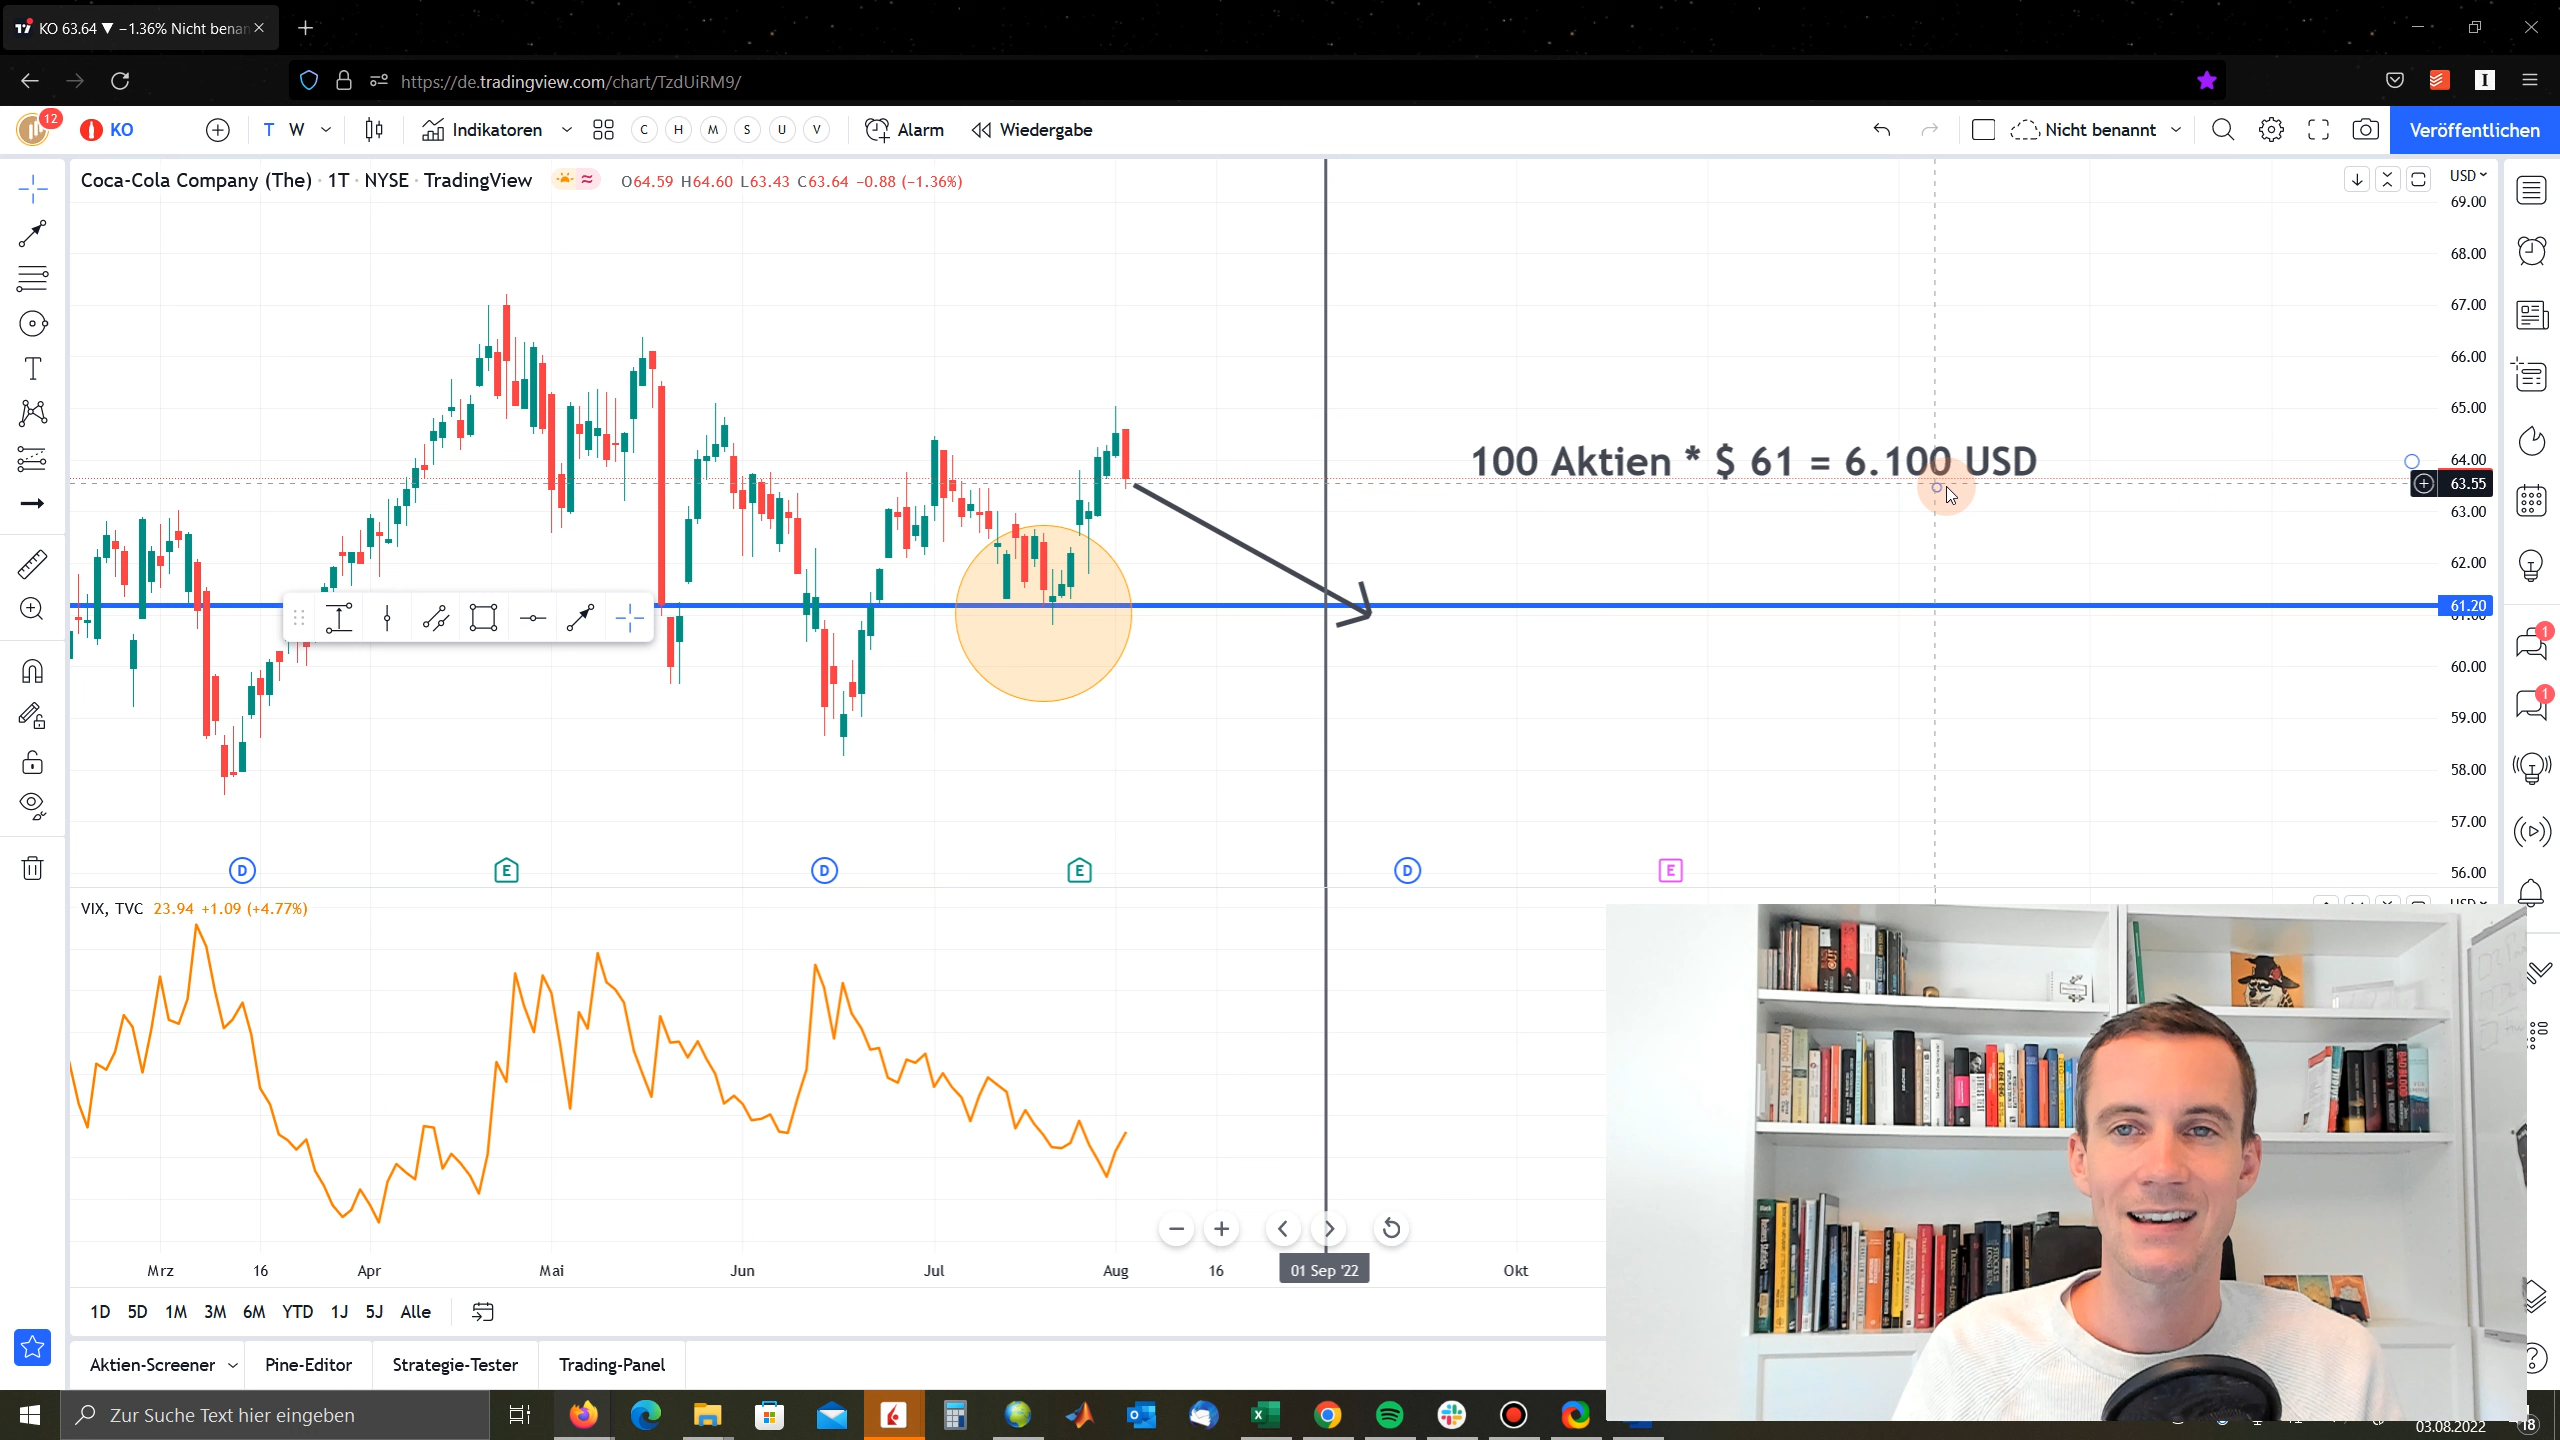 KO 63.64 ▼ −1.36% Nicht benan
https://de.tradingview.com/chart/TzdUiRM9/
12
KO
T W
Indikatoren
C H M S U V
Alarm
Wiedergabe
Nicht benannt
Veröffentlichen
Coca-Cola Company (The) · 1T · NYSE · TradingView
O64.59 H64.60 L63.43 C63.64 −0.88 (−1.36%)
USD
69.00
68.00
67.00
66.00
65.00
100 Aktien * $ 61 = 6.100 USD
64.00
63.55
63.00
62.00
61.20
60.00
59.00
58.00
57.00
56.00
1
1
D E D E D E
VIX, TVC 23.94 +1.09 (+4.77%)
Atomic Habits
Mrz 16 Apr Mai Jun Jul Aug 16 01 Sep '22 Okt
1D 5D 1M 3M 6M YTD 1J 5J Alle
Aktien-Screener Pine-Editor Strategie-Tester Trading-Panel
Zur Suche Text hier eingeben
03.08.2022
18